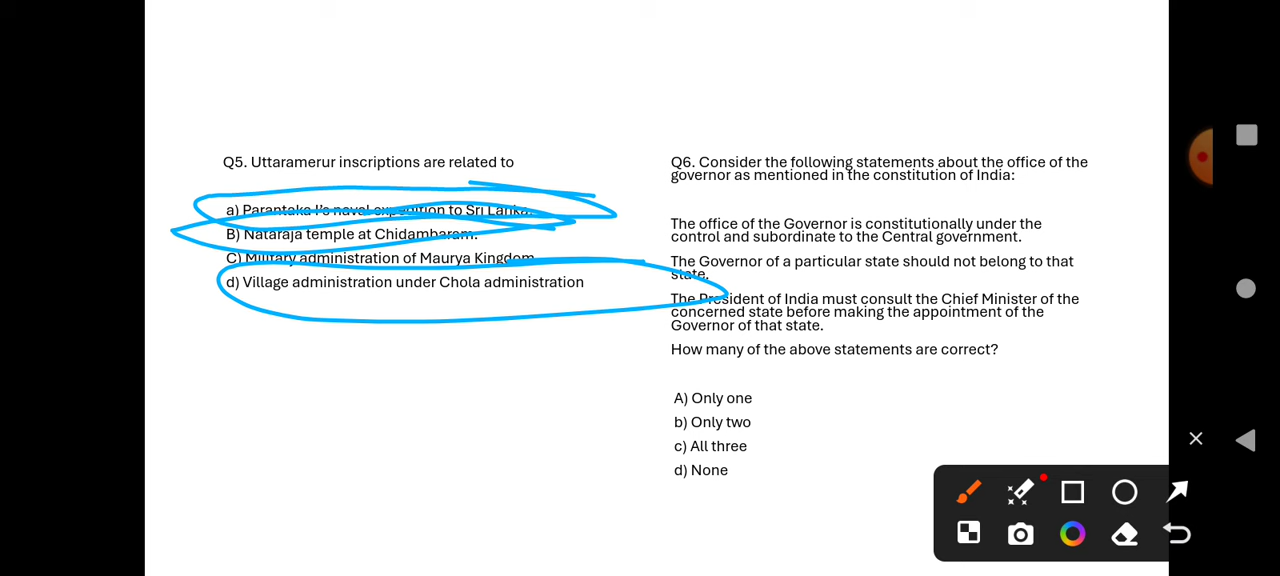 Q5. Uttaramerur inscriptions are related to
a) Parantaka I's naval expedition to Sri Lanka.
B) Nataraja temple at Chidambaram.
C) Military administration of Maurya Kingdom
d) Village administration under Chola administration
Q6. Consider the following statements about the office of the
governor as mentioned in the constitution of India:
The office of the Governor is constitutionally under the
control and subordinate to the Central government.
The Governor of a particular state should not belong to that
state.
The President of India must consult the Chief Minister of the
concerned state before making the appointment of the
Governor of that state.
How many of the above statements are correct?
A) Only one
b) Only two
c) All three
d) None